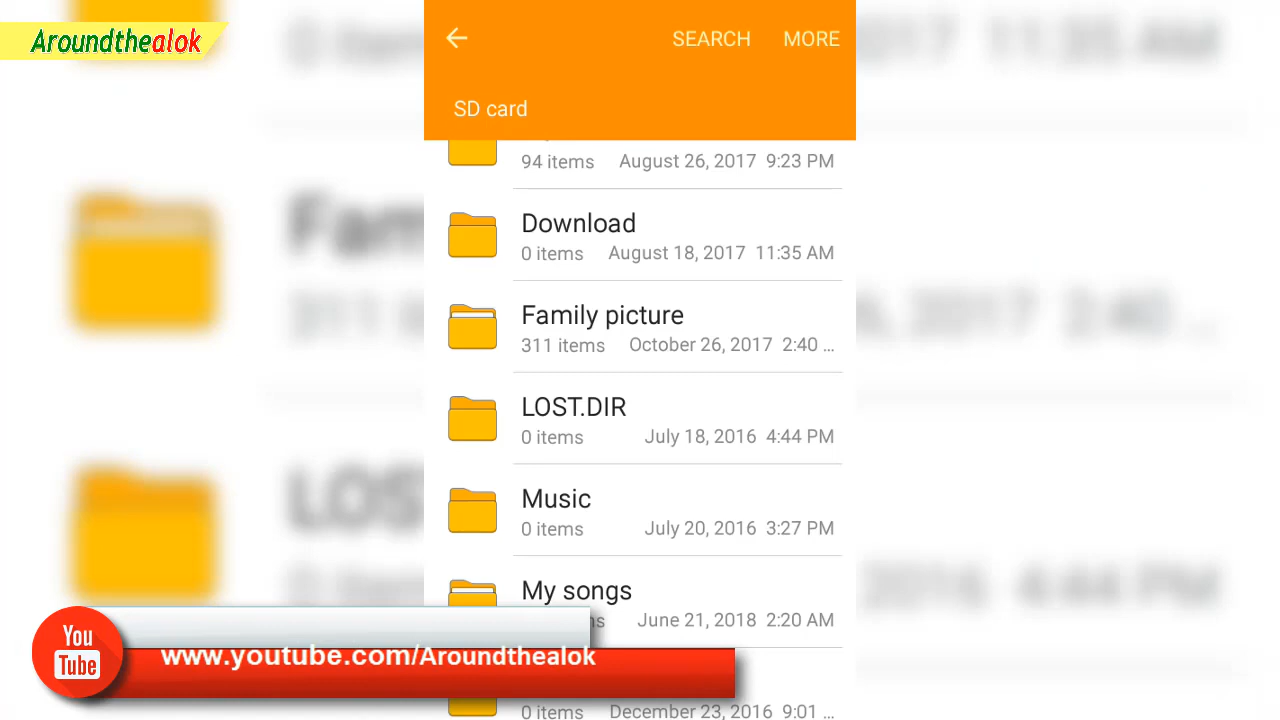 Aroundthealok
SEARCH MORE
SD card
94 items August 26, 2017 9:23 PM
Download
0 items August 18, 2017 11:35 AM
Family picture
311 items October 26, 2017 2:40 ...
LOST.DIR
0 items July 18, 2016 4:44 PM
Music
0 items July 20, 2016 3:27 PM
My songs
June 21, 2018 2:20 AM
You
Tube
www.youtube.com/Aroundthealok
0 items December 23, 2016 9:01 ...